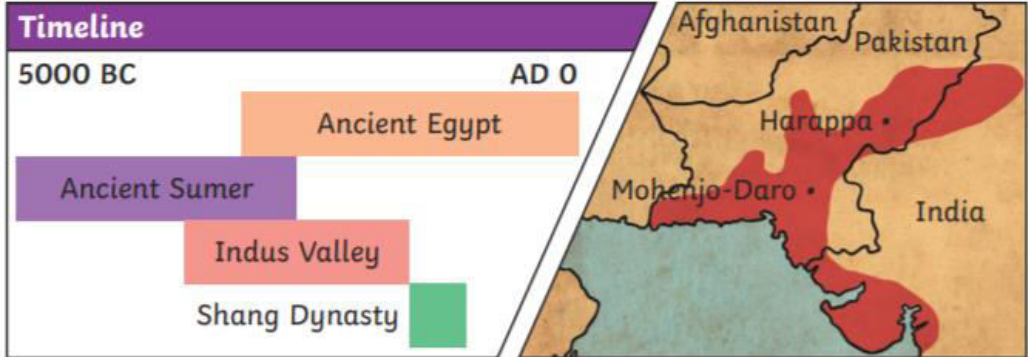 Timeline
5000 BC AD 0
Ancient Egypt
Ancient Sumer
Indus Valley
Shang Dynasty
Afghanistan
Pakistan
Harappa
Mohenjo-Daro
India